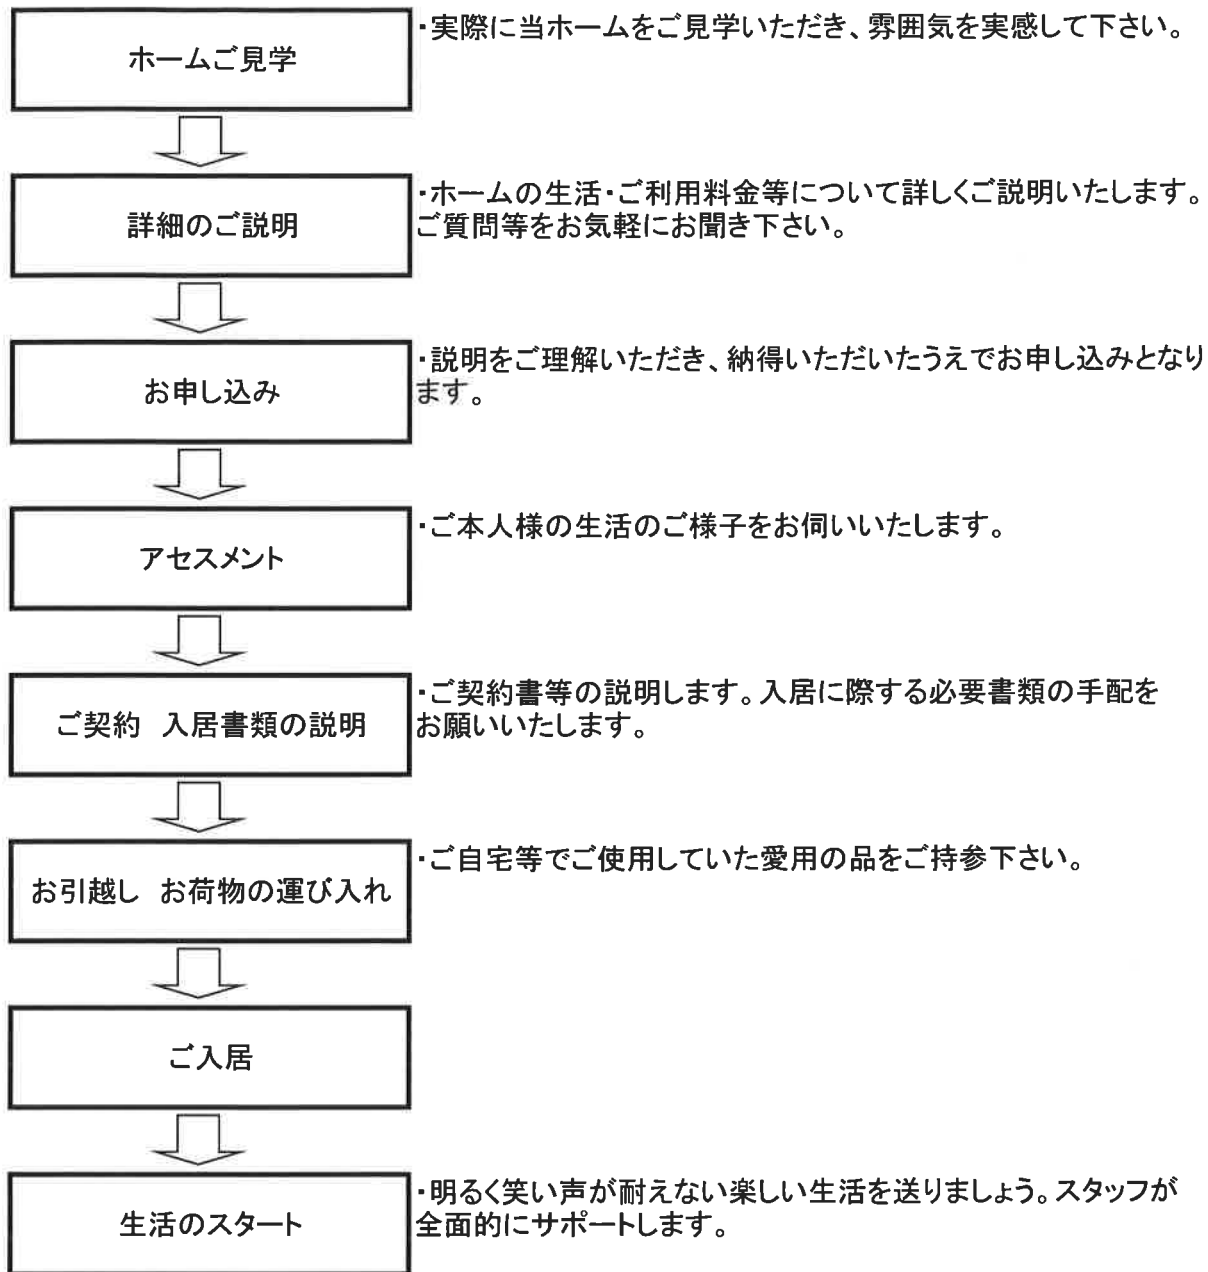 ホームご見学
・実際に当ホームをご見学いただき、雰囲気を実感して下さい。
詳細のご説明
・ホームの生活・ご利用料金等について詳しくご説明いたします。
ご質問等をお気軽にお聞き下さい。
お申し込み
・説明をご理解いただき、納得いただいたうえでお申し込みとなり
ます。
アセスメント
・ご本人様の生活のご様子をお伺いいたします。
ご契約　入居書類の説明
・ご契約書等の説明します。入居に際する必要書類の手配を
お願いいたします。
お引越し　お荷物の運び入れ
・ご自宅等でご使用していた愛用の品をご持参下さい。
ご入居
生活のスタート
・明るく笑い声が耐えない楽しい生活を送りましょう。スタッフが
全面的にサポートします。